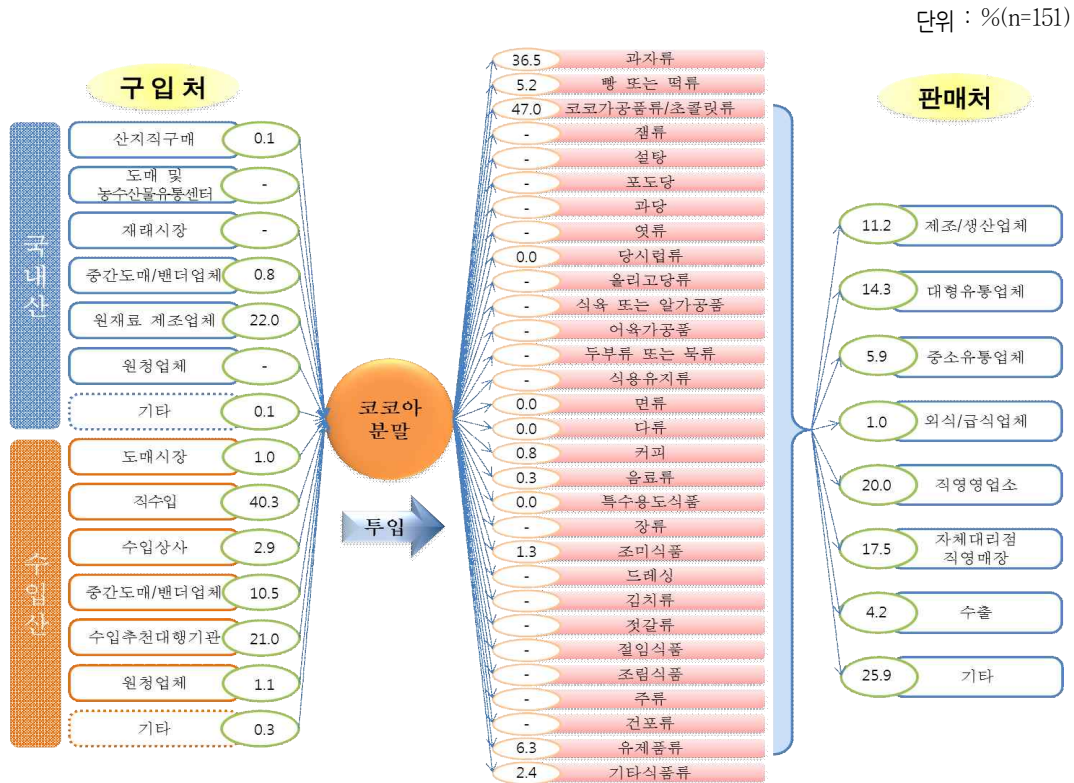 단위 : %(n=151)
구입처
국내산
산지직구매 0.1
도매 및
농수산물유통센터 -
재래시장 -
중간도매/밴더업체 0.8
원재료 제조업체 22.0
원청업체 -
기타 0.1
수입산
도매시장 1.0
직수입 40.3
수입상사 2.9
중간도매/밴더업체 10.5
수입추천대행기관 21.0
원청업체 1.1
기타 0.3
코코아
분말
투입
36.5 과자류
5.2 빵 또는 떡류
47.0 코코가공품류/초콜릿류
- 잼류
- 설탕
- 포도당
- 과당
- 엿류
0.0 당시럽류
- 올리고당류
- 식육 또는 알가공품
- 어육가공품
- 두부류 또는 묵류
- 식용유지류
0.0 면류
0.0 다류
0.8 커피
0.3 음료류
0.0 특수용도식품
- 장류
1.3 조미식품
- 드레싱
- 김치류
- 젓갈류
- 절임식품
- 조림식품
- 주류
- 건포류
6.3 유제품류
2.4 기타식품류
판매처
11.2 제조/생산업체
14.3 대형유통업체
5.9 중소유통업체
1.0 외식/급식업체
20.0 직영영업소
17.5 자체대리점
직영매장
4.2 수출
25.9 기타